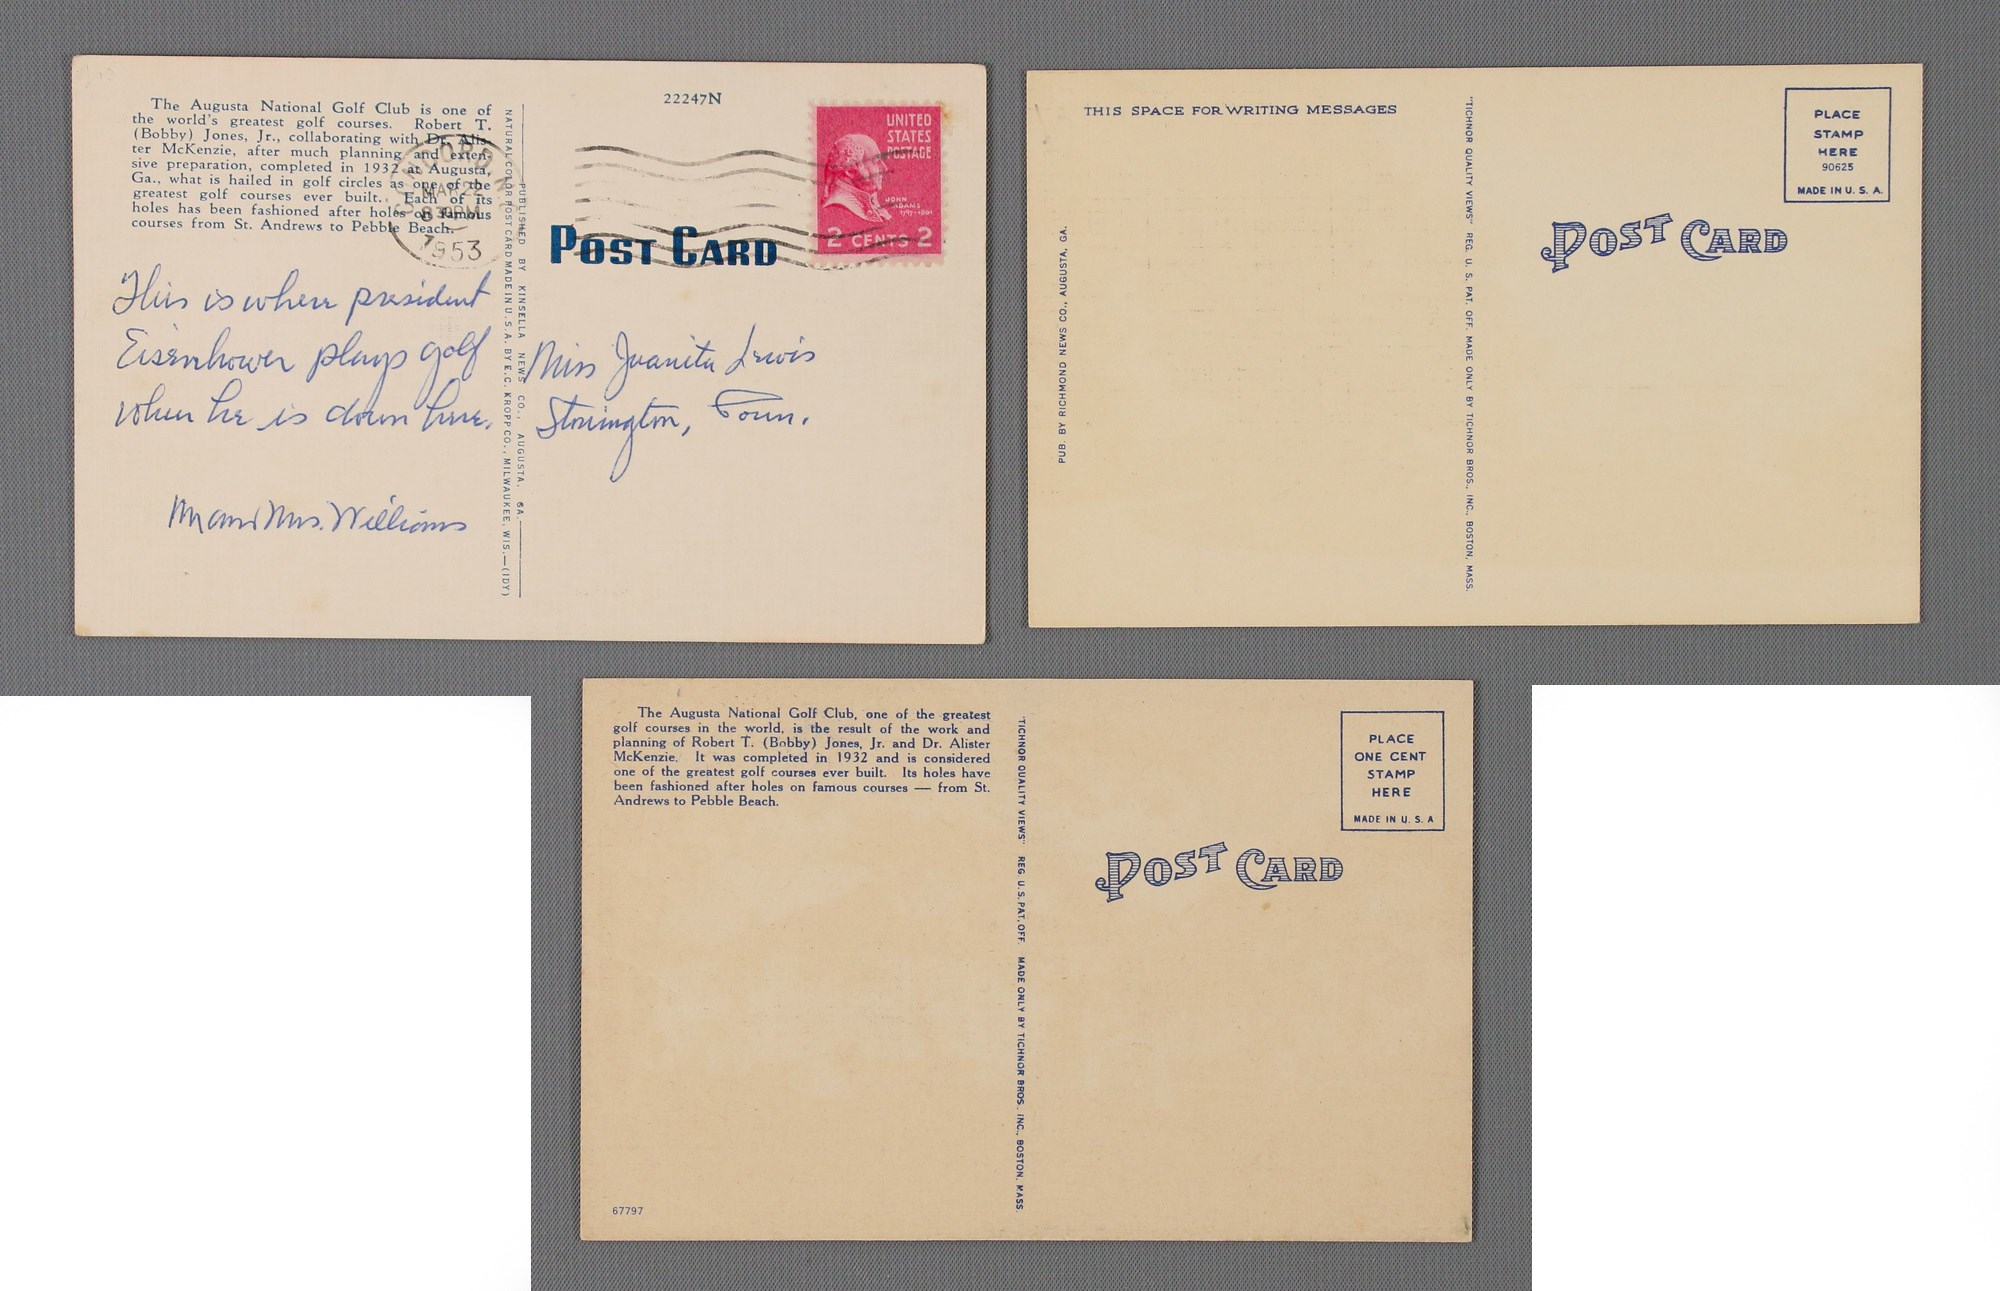 The Augusta National Golf Club is one of
the world's greatest golf courses. Robert T.
(Bobby) Jones, Jr., collaborating with Dr. Alis-
ter McKenzie, after much planning and exten-
sive preparation, completed in 1932 at Augusta,
Ga., what is hailed in golf circles as one of the
greatest golf courses ever built. Each of its
holes has been fashioned after holes on famous
courses from St. Andrews to Pebble Beach.
CONCORD N.
MAR 22
8 30 PM
1953
This is where president
Eisenhower plays golf
when he is down here.
Mr and Mrs. Williams
NATURAL COLOR POST CARD MADE IN U.S.A. BY E.C. KROPP CO., MILWAUKEE, WIS.—(IDY)
PUBLISHED BY KINSELLA NEWS CO., AUGUSTA, GA.
22247N
UNITED
STATES
POSTAGE
JOHN
ADAMS
1797-1801
2 CENTS 2
POST CARD
Miss Juanita Lewis
Stonington, Conn.
THIS SPACE FOR WRITING MESSAGES
PUB. BY RICHMOND NEWS CO., AUGUSTA, GA.
"TICHNOR QUALITY VIEWS" REG. U. S. PAT. OFF. MADE ONLY BY TICHNOR BROS., INC., BOSTON, MASS.
PLACE
STAMP
HERE
90625
MADE IN U. S. A.
POST CARD
The Augusta National Golf Club, one of the greatest
golf courses in the world, is the result of the work and
planning of Robert T. (Bobby) Jones, Jr. and Dr. Alister
McKenzie. It was completed in 1932 and is considered
one of the greatest golf courses ever built. Its holes have
been fashioned after holes on famous courses — from St.
Andrews to Pebble Beach.
67797
"TICHNOR QUALITY VIEWS" REG. U. S. PAT. OFF. MADE ONLY BY TICHNOR BROS., INC., BOSTON, MASS.
PLACE
ONE CENT
STAMP
HERE
MADE IN U. S. A
POST CARD